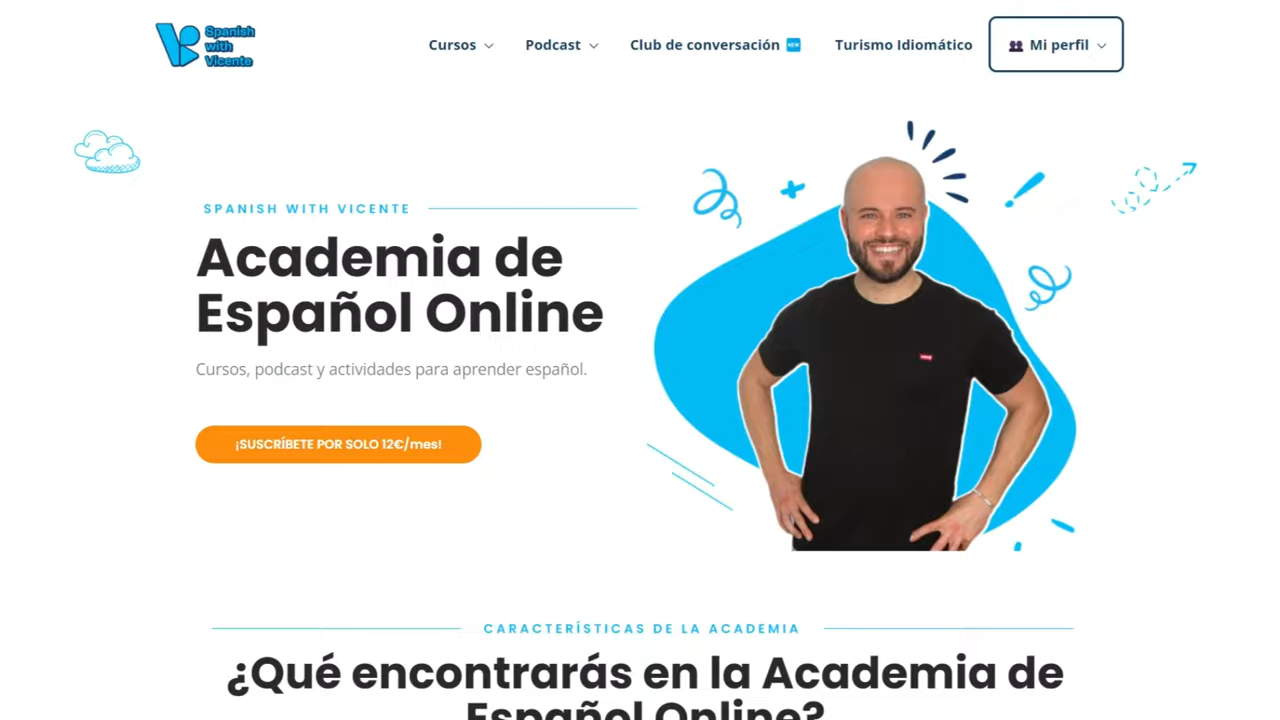 Spanish
with
Vicente
Cursos
Podcast
Club de conversación NEW
Turismo Idiomático
Mi perfil
SPANISH WITH VICENTE
Academia de
Español Online
Cursos, podcast y actividades para aprender español.
¡SUSCRÍBETE POR SOLO 12€/mes!
CARACTERÍSTICAS DE LA ACADEMIA
¿Qué encontrarás en la Academia de
Español Online?